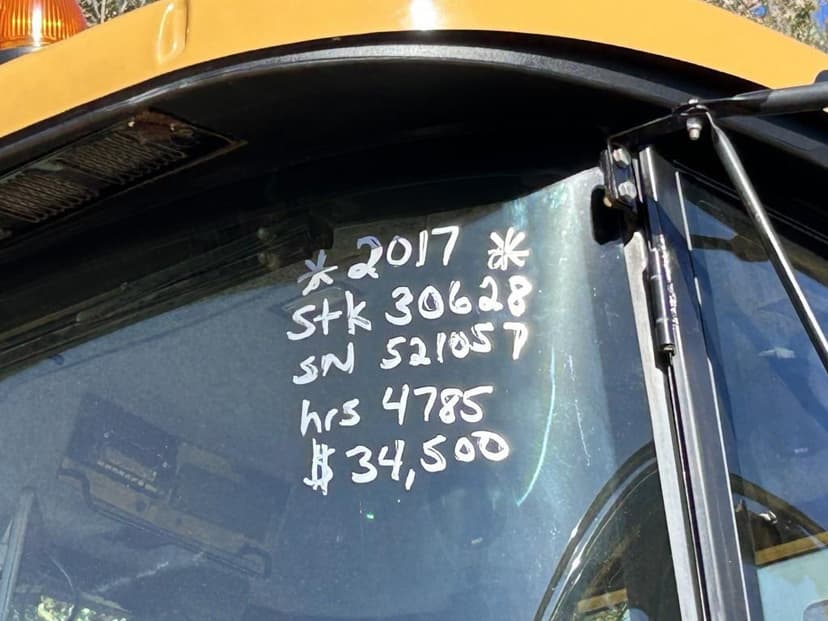 * 2017 *
Stk 30628
SN 521057
hrs 4785
$34,500